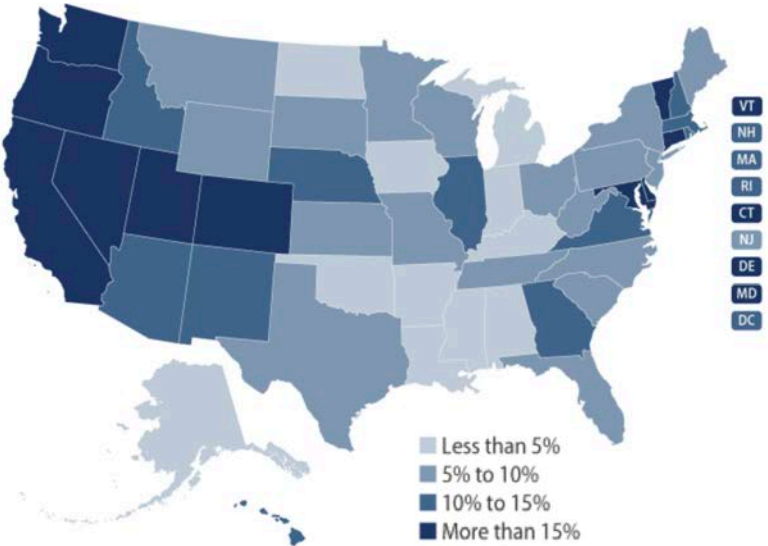 VT
NH
MA
RI
CT
NJ
DE
MD
DC
Less than 5%
5% to 10%
10% to 15%
More than 15%